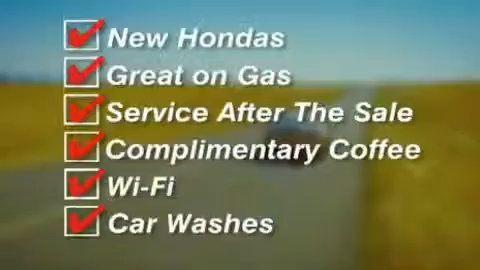 New Hondas
Great on Gas
Service After The Sale
Complimentary Coffee
Wi-Fi
Car Washes